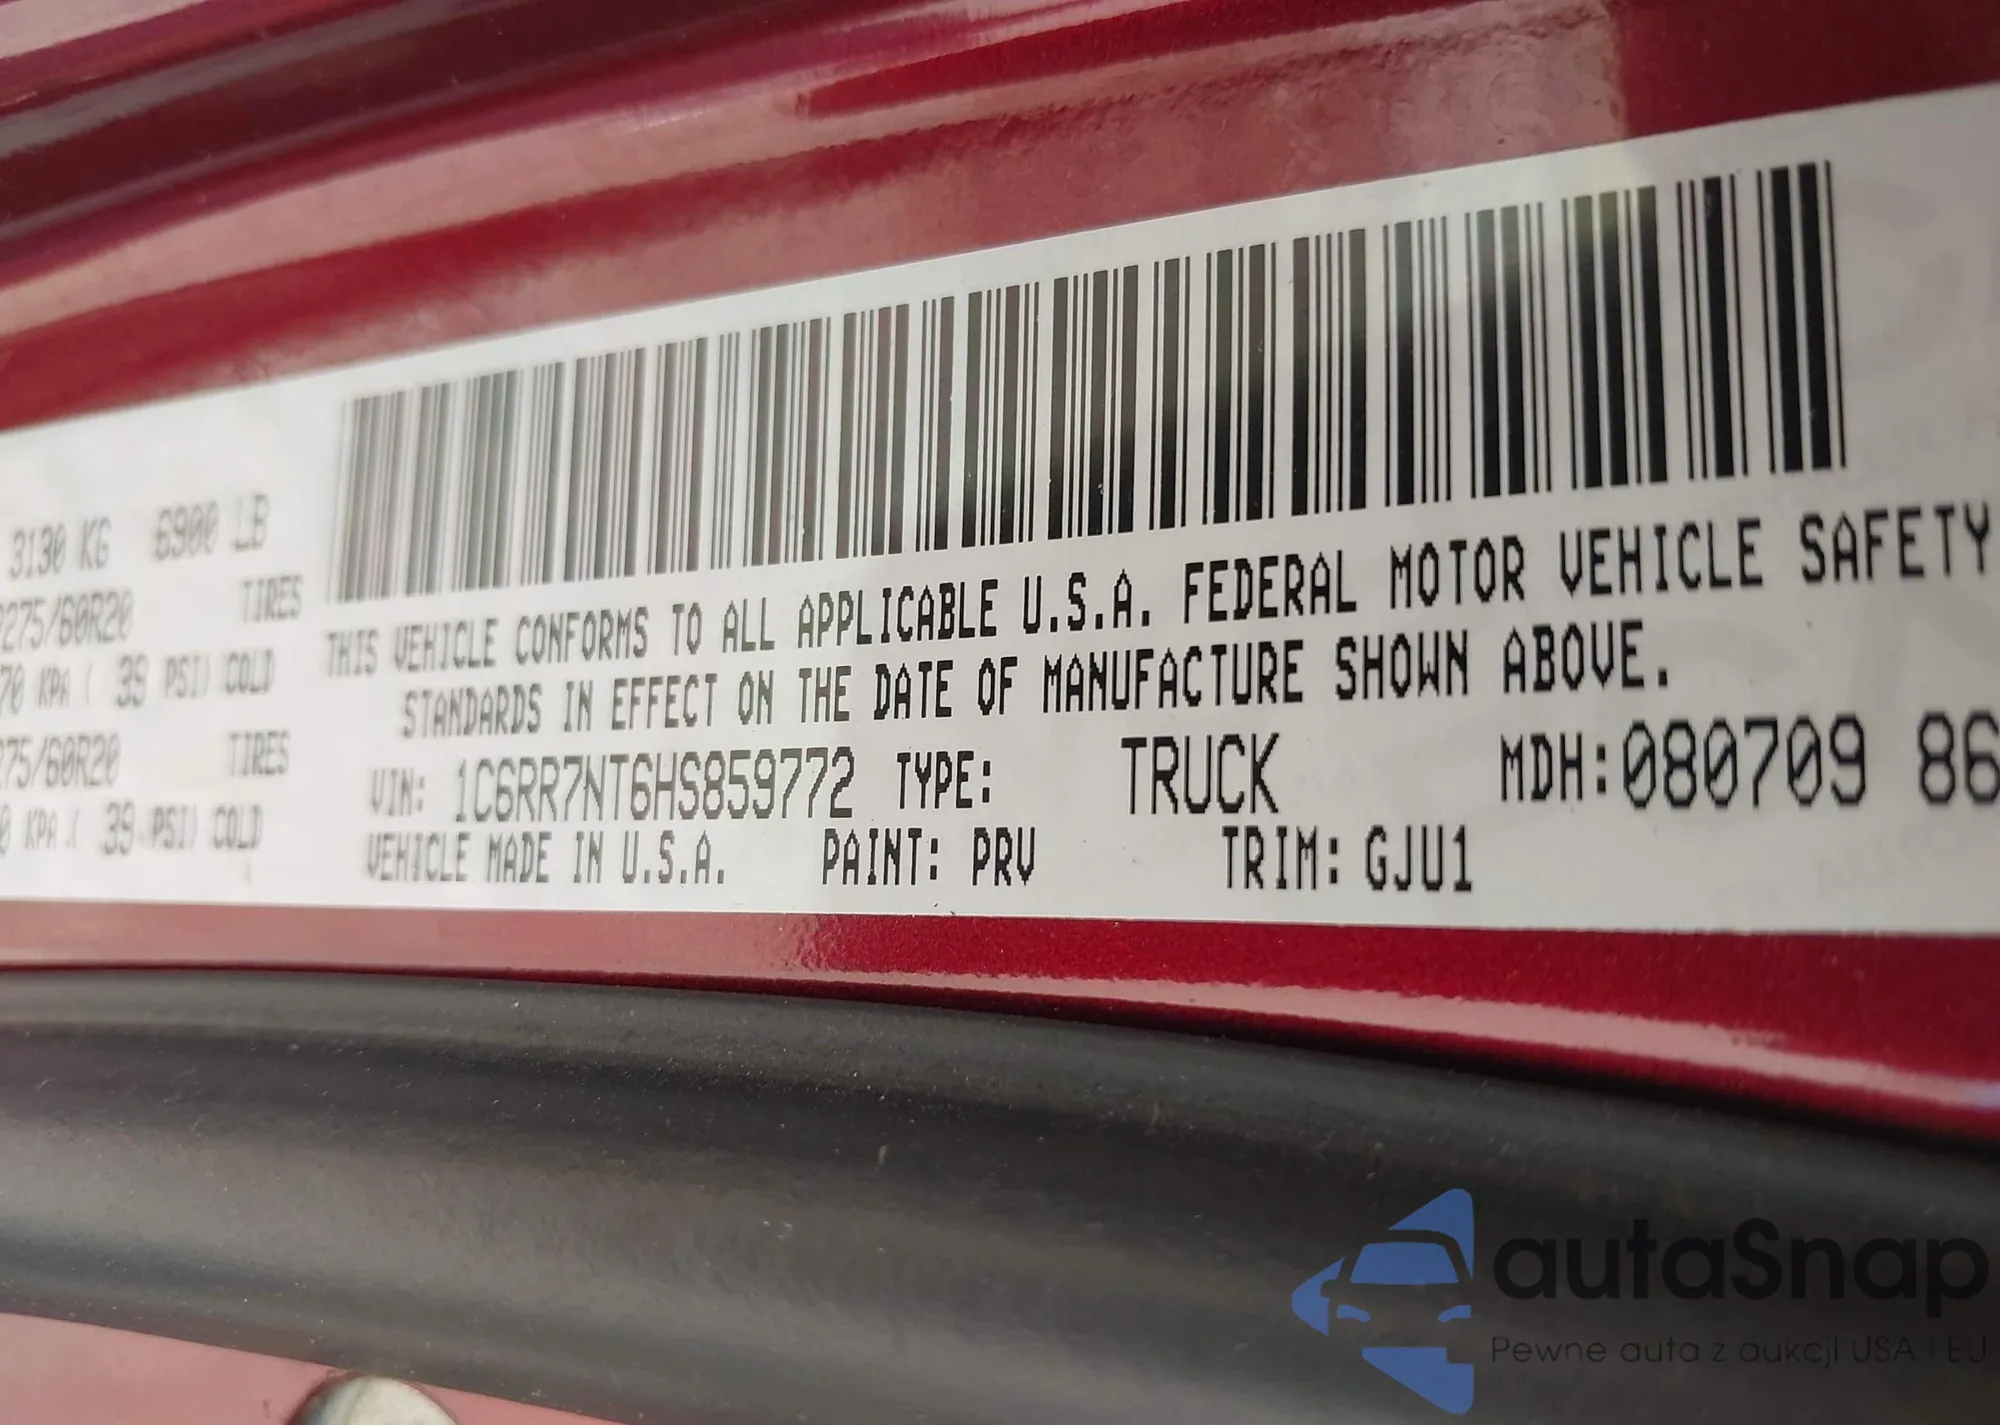 3130 KG 6900 LB
275/60R20 TIRES
70 KPA ( 39 PSI) COLD
275/60R20 TIRES
0 KPA ( 39 PSI) COLD
THIS VEHICLE CONFORMS TO ALL APPLICABLE U.S.A. FEDERAL MOTOR VEHICLE SAFETY
STANDARDS IN EFFECT ON THE DATE OF MANUFACTURE SHOWN ABOVE.
VIN: 1C6RR7NT6HS859772 TYPE: TRUCK MDH:080709 86
VEHICLE MADE IN U.S.A. PAINT: PRV TRIM: GJU1
autaSnap
Pewne auta z aukcji USA i EU